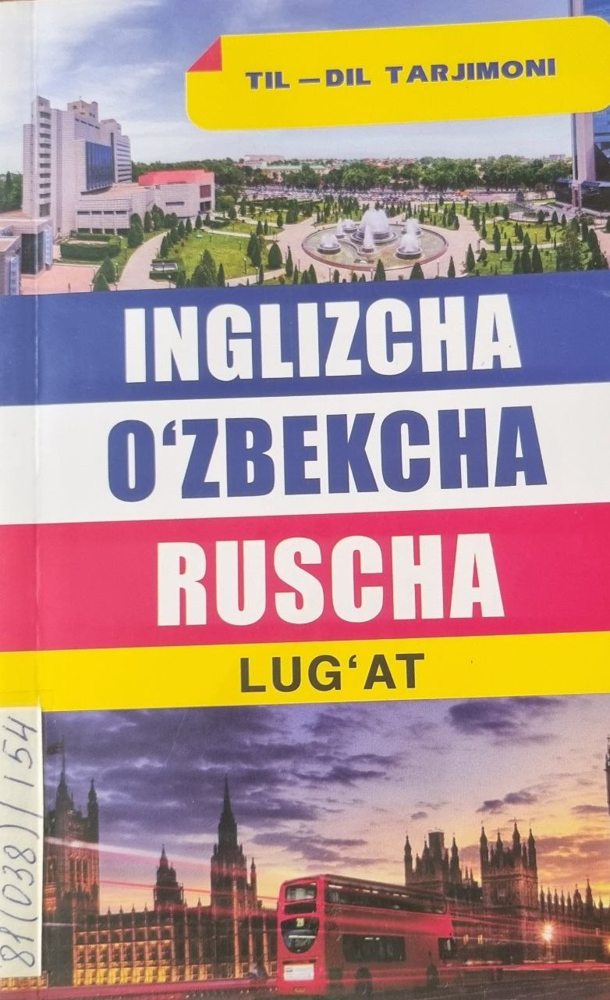 TIL – DIL TARJIMONI
INGLIZCHA
O‘ZBEKCHA
RUSCHA
LUG‘AT
81(038)/154